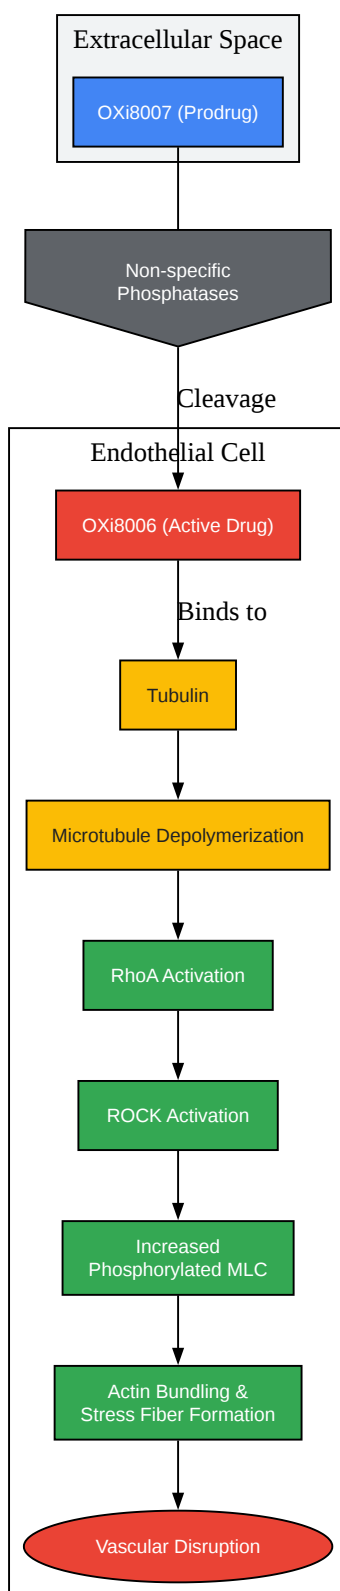 Extracellular Space
OXi8007 (Prodrug)
Non-specific
Phosphatases
Cleavage
Endothelial Cell
OXi8006 (Active Drug)
Binds to
Tubulin
Microtubule Depolymerization
RhoA Activation
ROCK Activation
Increased
Phosphorylated MLC
Actin Bundling &
Stress Fiber Formation
Vascular Disruption